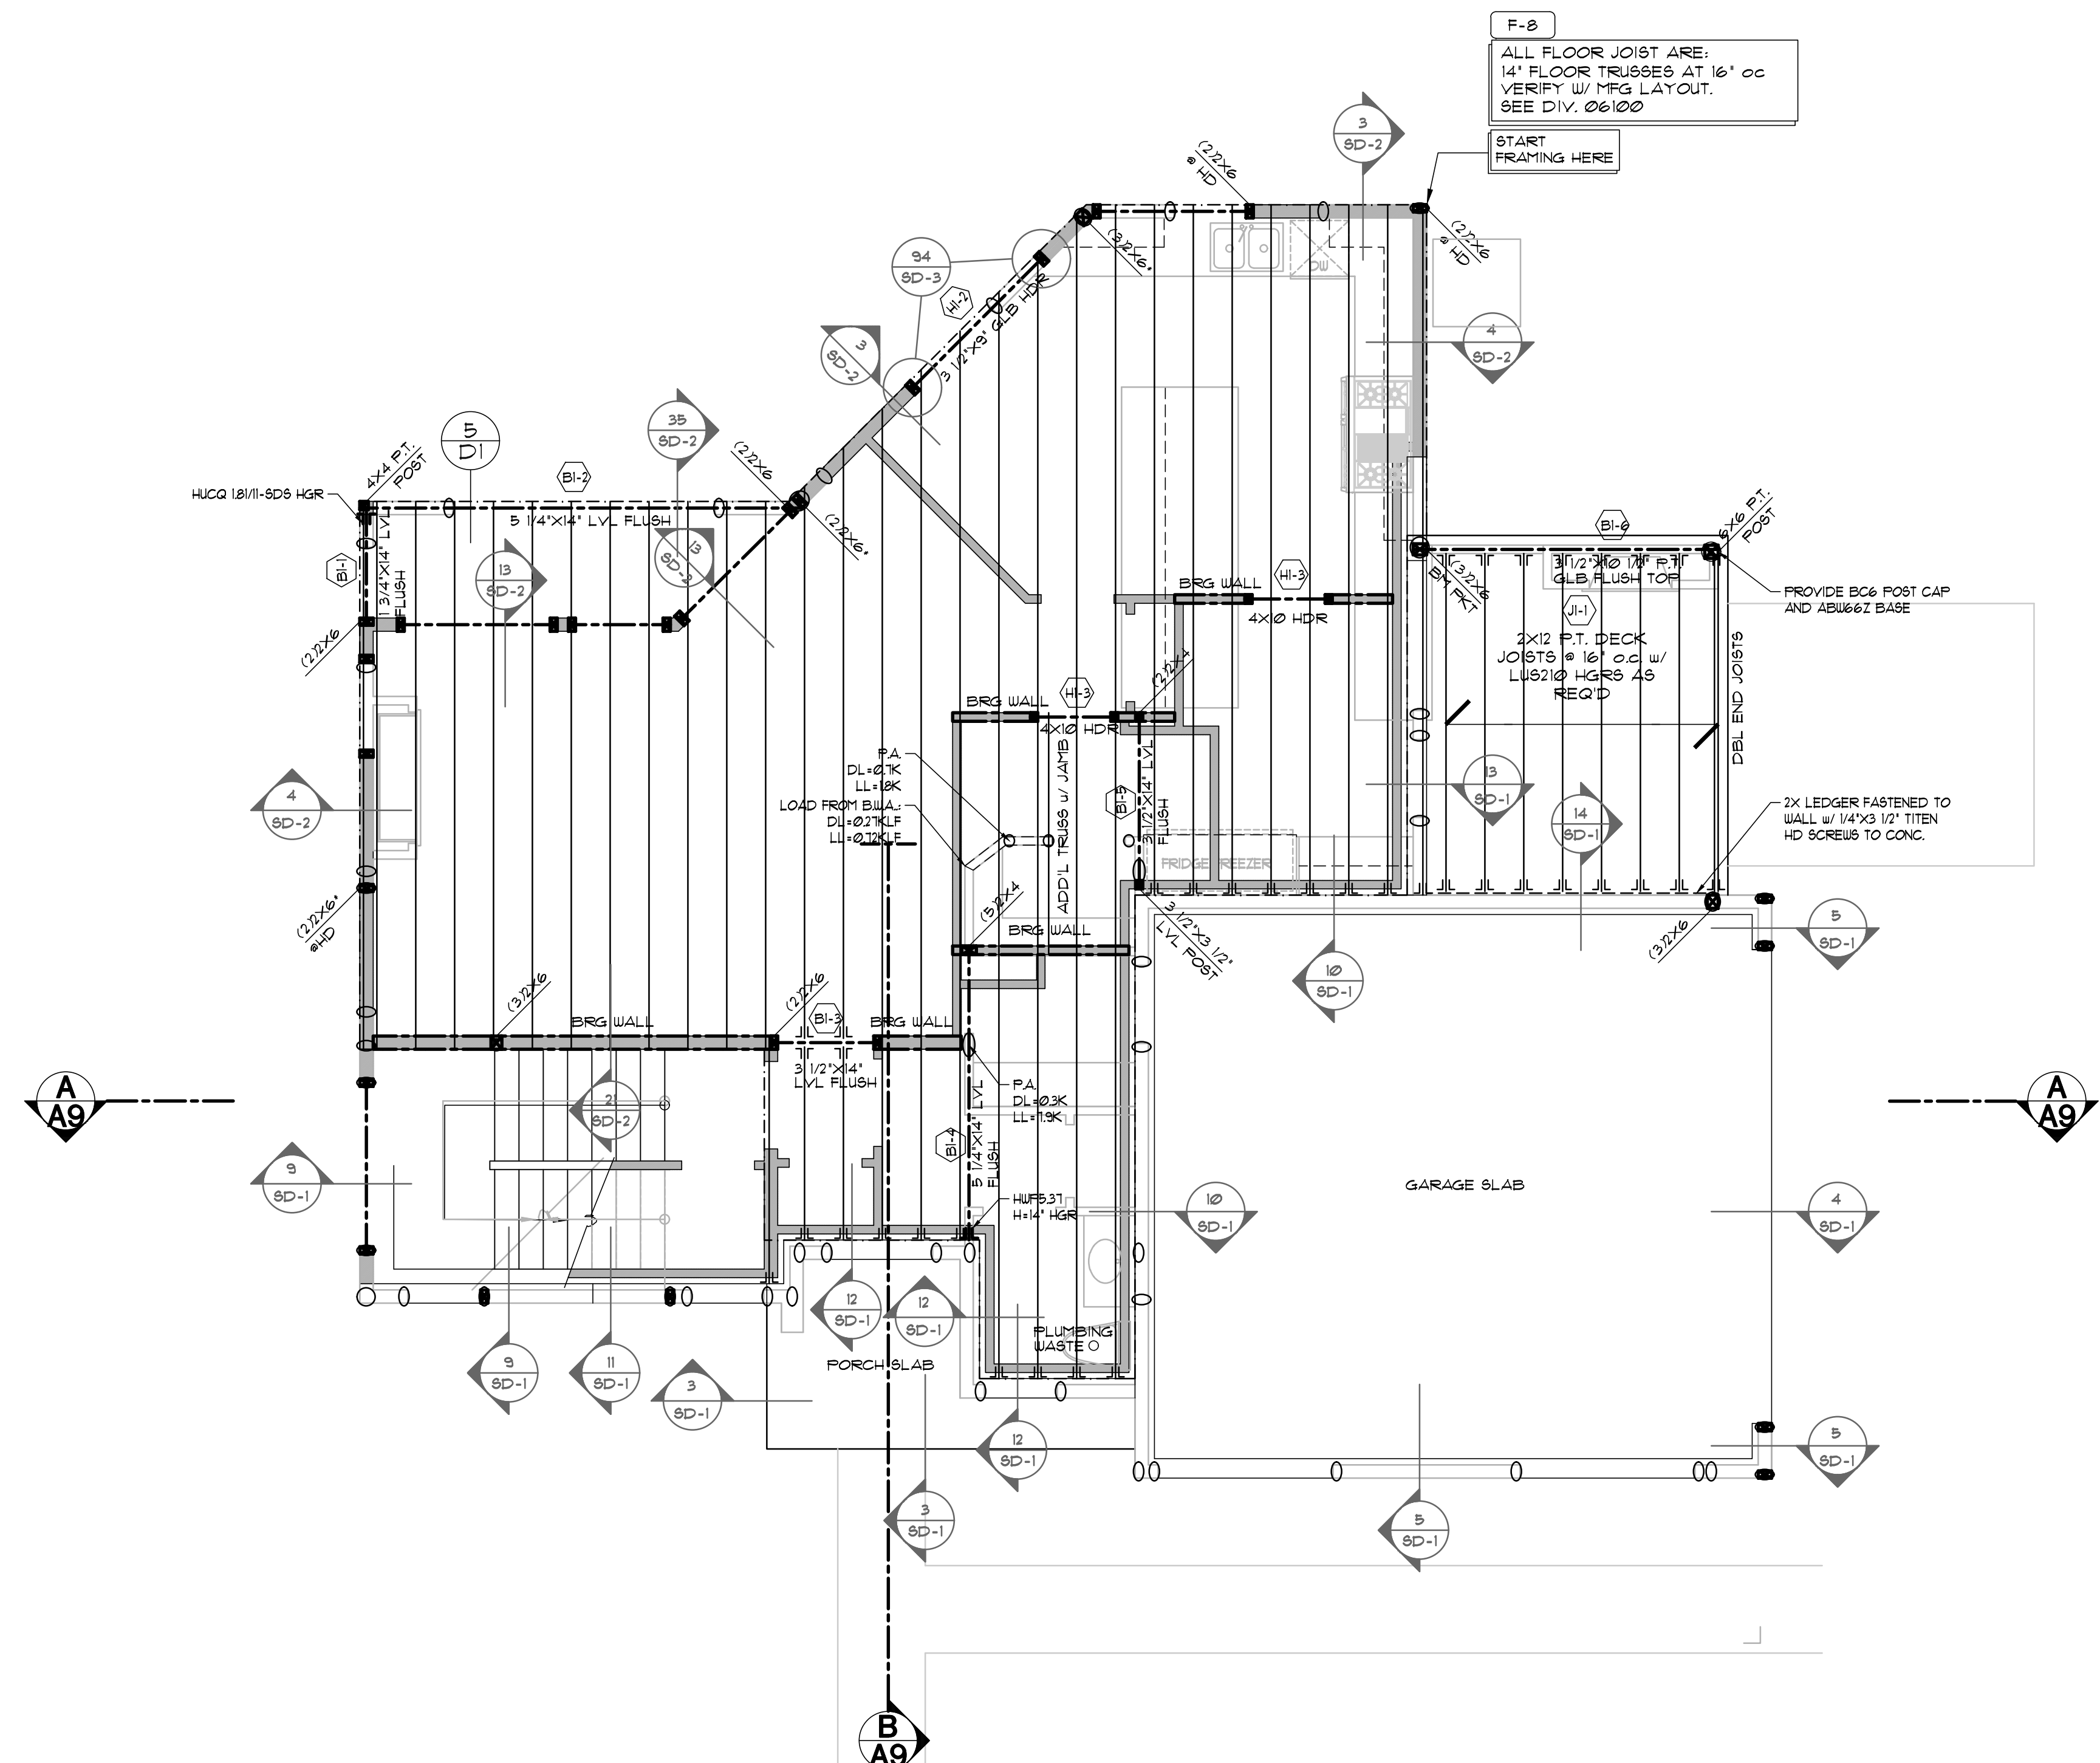 F-8
ALL FLOOR JOIST ARE:
14" FLOOR TRUSSES AT 16" oc
VERIFY W/ MFG LAYOUT.
SEE DIV. 06100
START
FRAMING HERE
3
SD-2
(2)2X6
@ HD
(2)2X6
@ HD
(3)2X6"
94
SD-3
H1-2
3 1/2"X9" GLB HDR
DW
3
SD-2
4
SD-2
35
SD-2
5
D1
4X4 P.T.
POST
B1-2
(2)2X6
HUCQ 1.81/11-SDS HGR
5 1/4"X14" LVL FLUSH
(2)2X6"
B1-1
1 3/4"X14" LVL
FLUSH
13
SD-2
13
SD-2
(2)2X6
B1-6
6X6 P.T.
POST
3 1/2"X10 1/2" P.T.
GLB FLUSH TOP
(3)2X6
BM PKT
J1-1
2X12 P.T. DECK
JOISTS @ 16" o.c. w/
LUS210 HGRS AS
REQ'D
PROVIDE BC6 POST CAP
AND ABW66Z BASE
DBL END JOISTS
BRG WALL
H1-3
4X10 HDR
(2)2X4
BRG WALL
H1-3
4X10 HDR
P.A.
DL=0.7K
LL=1.8K
LOAD FROM B.W.A.:
DL=0.27KLF
LL=0.72KLF
ADD'L TRUSS u/ JAMB
B1-5
3 1/2"X14" LVL
FLUSH
FRIDGE
FREEZER
13
SD-1
14
SD-1
2X LEDGER FASTENED TO
WALL w/ 1/4"X3 1/2" TITEN
HD SCREWS TO CONC.
4
SD-2
(2)2X6"
@HD
(5)2X4
BRG WALL
3 1/2"X3 1/2"
LVL POST
(3)2X6
5
SD-1
10
SD-1
(3)2X6
BRG WALL
(2)2X6
B1-3
BRG WALL
3 1/2"X14"
LVL FLUSH
P.A.
DL=0.3K
LL=1.9K
A
A9
A
A9
21
SD-2
B1-4
5 1/4"X14" LVL
FLUSH
9
SD-1
HWF5.37
H=14" HGR
10
SD-1
GARAGE SLAB
4
SD-1
12
SD-1
12
SD-1
PLUMBING
WASTE
PORCH SLAB
9
SD-1
11
SD-1
3
SD-1
12
SD-1
5
SD-1
3
SD-1
5
SD-1
B
A9